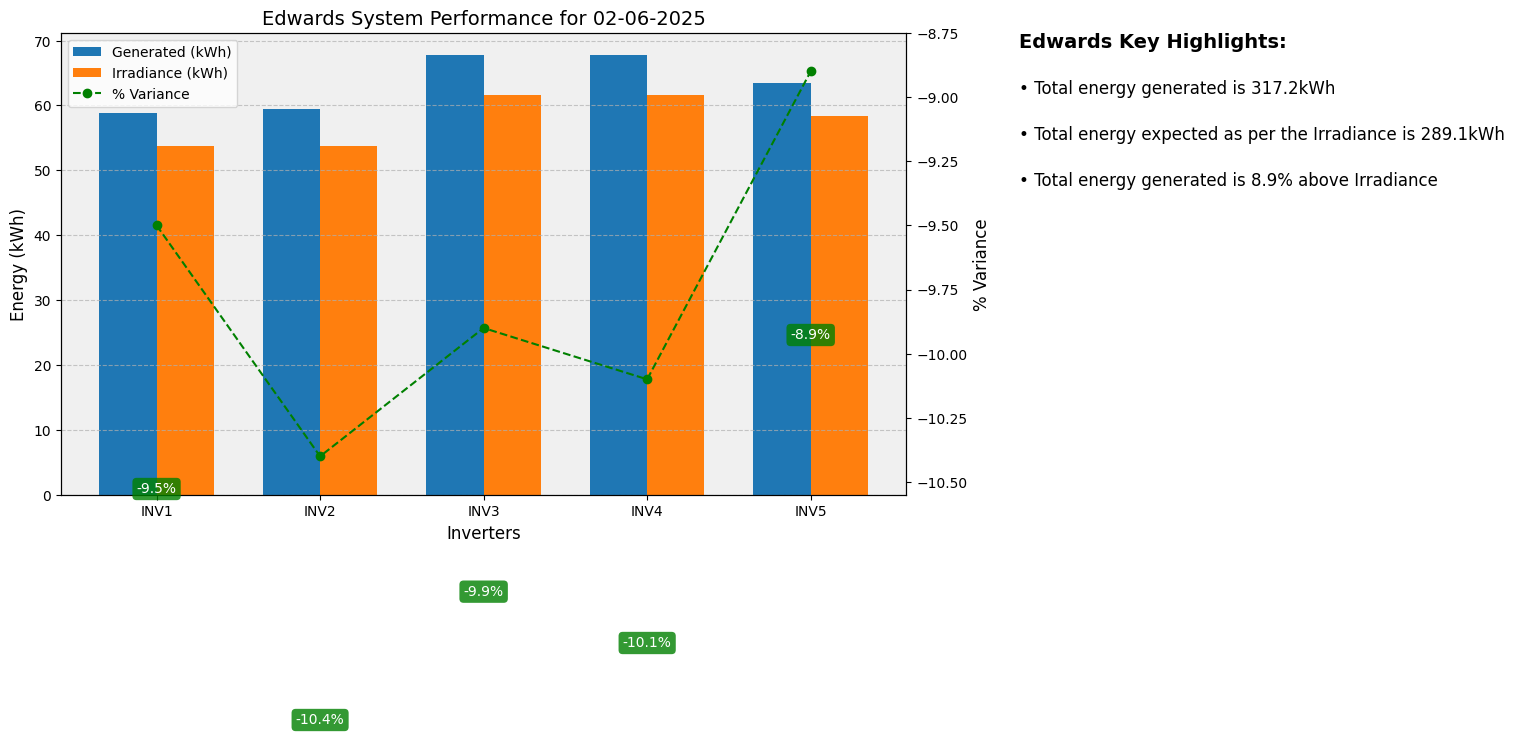 Edwards System Performance for 02-06-2025
Generated (kWh)
Irradiance (kWh)
% Variance
70
60
50
40
30
20
10
0
Energy (kWh)
−8.75
−9.00
−9.25
−9.50
−9.75
−10.00
−10.25
−10.50
% Variance
-9.5%
-10.4%
-9.9%
-10.1%
-8.9%
INV1
INV2
INV3
INV4
INV5
Inverters
Edwards Key Highlights:
• Total energy generated is 317.2kWh
• Total energy expected as per the Irradiance is 289.1kWh
• Total energy generated is 8.9% above Irradiance